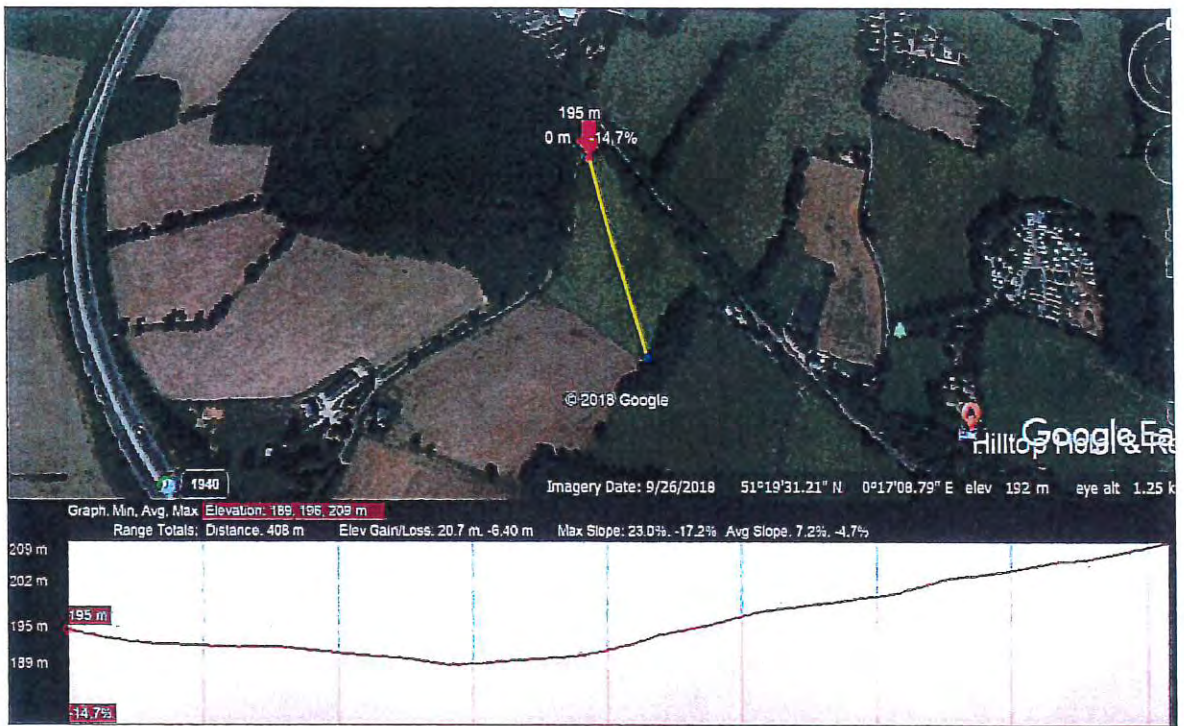 195 m
0 m -14.7%
© 2018 Google
Google Ea
Hilltop Hotel & Re
1940
Imagery Date: 9/26/2018 51°19'31.21" N 0°17'08.79" E elev 192 m eye alt 1.25 k
Graph. Min, Avg, Max Elevation: 189, 196, 209 m
Range Totals: Distance. 408 m Elev Gain/Loss: 20.7 m, -6.40 m Max Slope: 23.0%, -17.2% Avg Slope. 7.2%, -4.7%
209 m
202 m
195 m
195 m
189 m
-14.7%